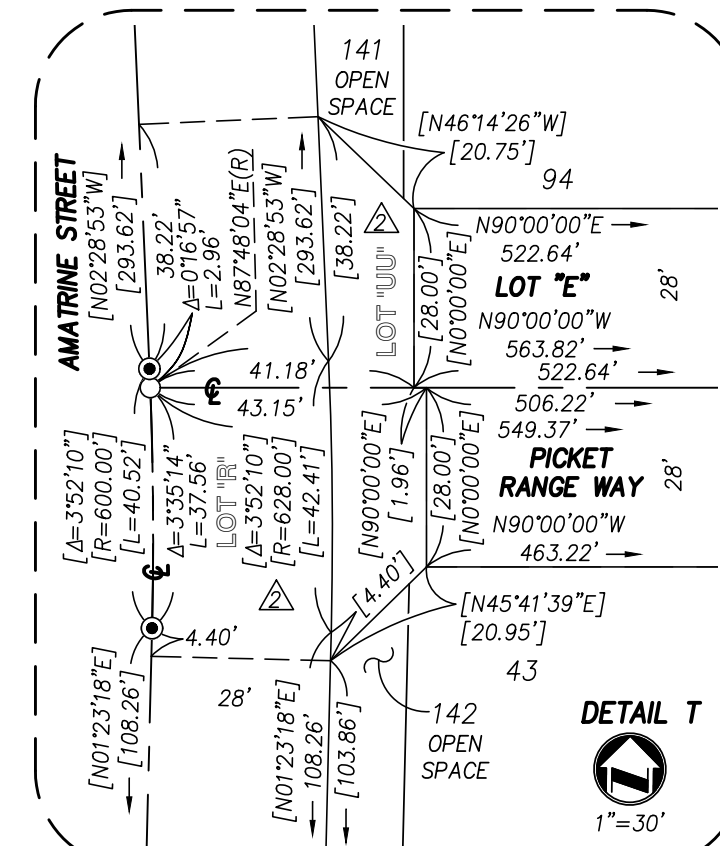 141
OPEN
SPACE
[N46°14'26"W]
[20.75']
94
AMATRINE STREET
[N02°28'53"W]
[293.62']
38.22'
Δ=0°16'57"
L=2.96'
N87°48'04"E(R)
[N02°28'53"W]
[293.62']
[38.22']
2
LOT "UU"
[28.00']
[N0°00'00"E]
N90°00'00"E
522.64'
LOT "E"
28'
N90°00'00"W
563.82'
522.64'
41.18'
℄
43.15'
506.22'
549.37'
PICKET
RANGE WAY
28'
N90°00'00"W
463.22'
[Δ=3°52'10"]
[R=600.00']
[L=40.52']
℄
Δ=3°35'14"
L=37.56'
LOT "R"
[Δ=3°52'10"]
[R=628.00']
[L=42.41']
2
[N90°00'00"E]
[1.96']
[28.00']
[N0°00'00"E]
[4.40']
[N45°41'39"E]
[20.95']
43
4.40'
28'
[N01°23'18"E]
[108.26']
[N01°23'18"E]
108.26'
[103.86']
142
OPEN
SPACE
DETAIL T
N
1"=30'